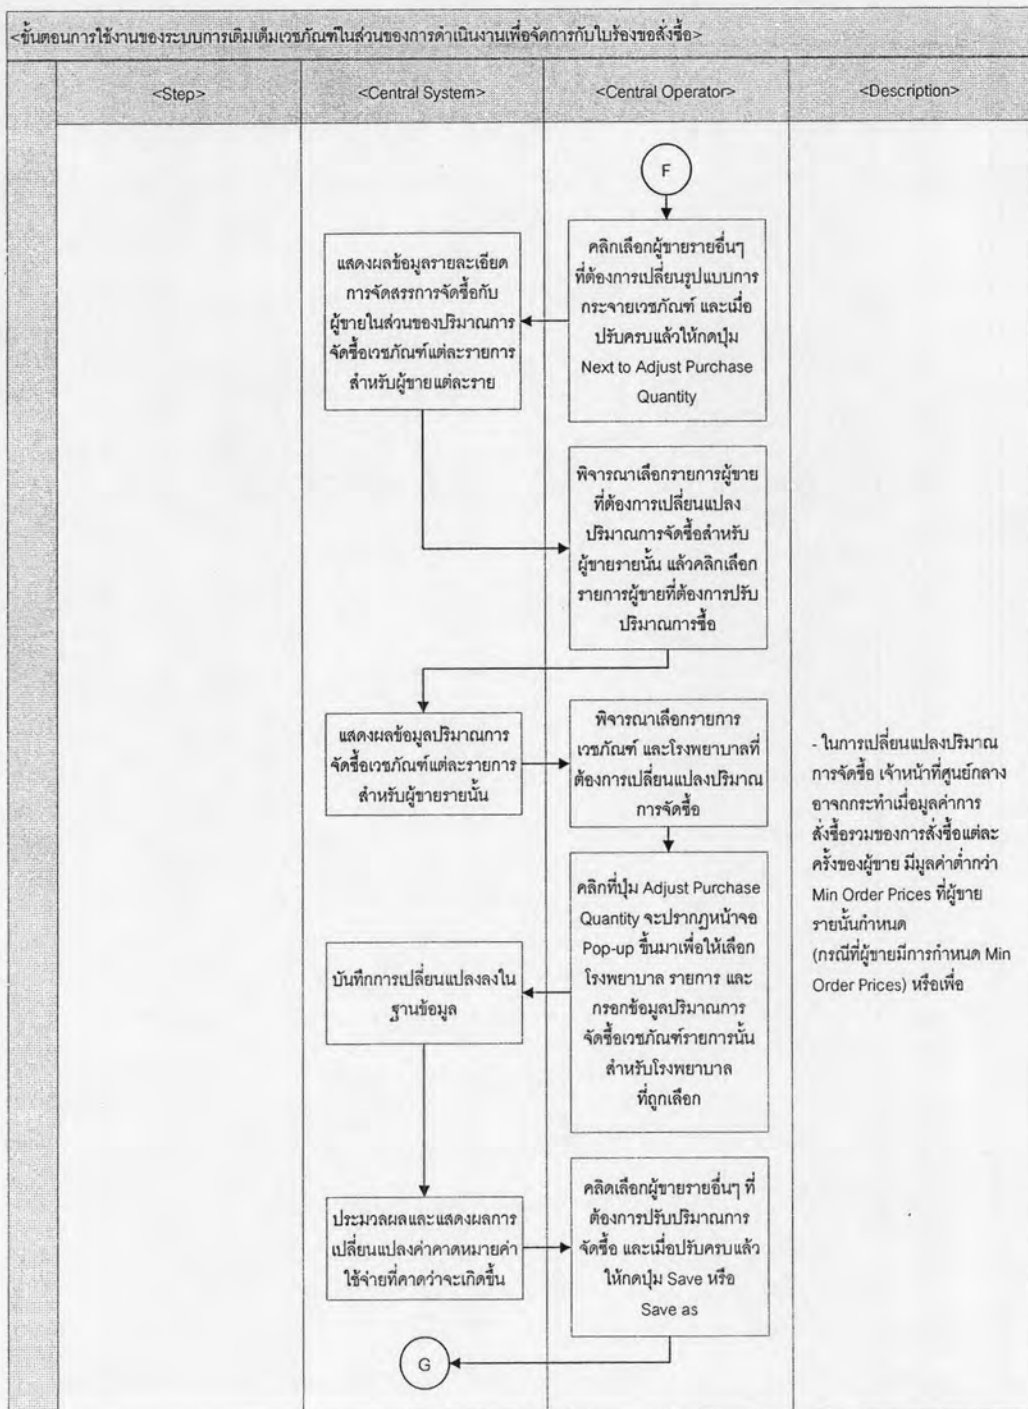 <ขั้นตอนการใช้งานของระบบการเติมเต็มเวชภัณฑ์ในส่วนของการดำเนินงานเพื่อจัดการกับใบร้องขอสั่งซื้อ>
<Step>
<Central System>
<Central Operator>
<Description>
F
คลิกเลือกผู้ขายรายอื่นๆ
ที่ต้องการเปลี่ยนรูปแบบการ
กระจายเวชภัณฑ์ และเมื่อ
ปรับครบแล้วให้กดปุ่ม
Next to Adjust Purchase
Quantity
แสดงผลข้อมูลรายละเอียด
การจัดสรรการจัดซื้อกับ
ผู้ขายในส่วนของปริมาณการ
จัดซื้อเวชภัณฑ์แต่ละรายการ
สำหรับผู้ขายแต่ละราย
พิจารณาเลือกรายการผู้ขาย
ที่ต้องการเปลี่ยนแปลง
ปริมาณการจัดซื้อสำหรับ
ผู้ขายรายนั้น แล้วคลิกเลือก
รายการผู้ขายที่ต้องการปรับ
ปริมาณการซื้อ
แสดงผลข้อมูลปริมาณการ
จัดซื้อเวชภัณฑ์แต่ละรายการ
สำหรับผู้ขายรายนั้น
พิจารณาเลือกรายการ
เวชภัณฑ์ และโรงพยาบาลที่
ต้องการเปลี่ยนแปลงปริมาณ
การจัดซื้อ
- ในการเปลี่ยนแปลงปริมาณ
การจัดซื้อ เจ้าหน้าที่ศูนย์กลาง
อาจกกระทำเมื่อมูลค่าการ
สั่งซื้อรวมของการสั่งซื้อแต่ละ
ครั้งของผู้ขาย มีมูลค่าต่ำกว่า
Min Order Prices ที่ผู้ขาย
รายนั้นกำหนด
(กรณีที่ผู้ขายมีการกำหนด Min
Order Prices) หรือเพื่อ
คลิกที่ปุ่ม Adjust Purchase
Quantity จะปรากฏหน้าจอ
Pop-up ขึ้นมาเพื่อให้เลือก
โรงพยาบาล รายการ และ
กรอกข้อมูลปริมาณการ
จัดซื้อเวชภัณฑ์รายการนั้น
สำหรับโรงพยาบาล
ที่ถูกเลือก
บันทึกการเปลี่ยนแปลงลงใน
ฐานข้อมูล
ประมวลผลและแสดงผลการ
เปลี่ยนแปลงค่าคาดหมายค่า
ใช้จ่ายที่คาดว่าจะเกิดขึ้น
คลิดเลือกผู้ขายรายอื่นๆ ที่
ต้องการปรับปริมาณการ
จัดซื้อ และเมื่อปรับครบแล้ว
ให้กดปุ่ม Save หรือ
Save as
G